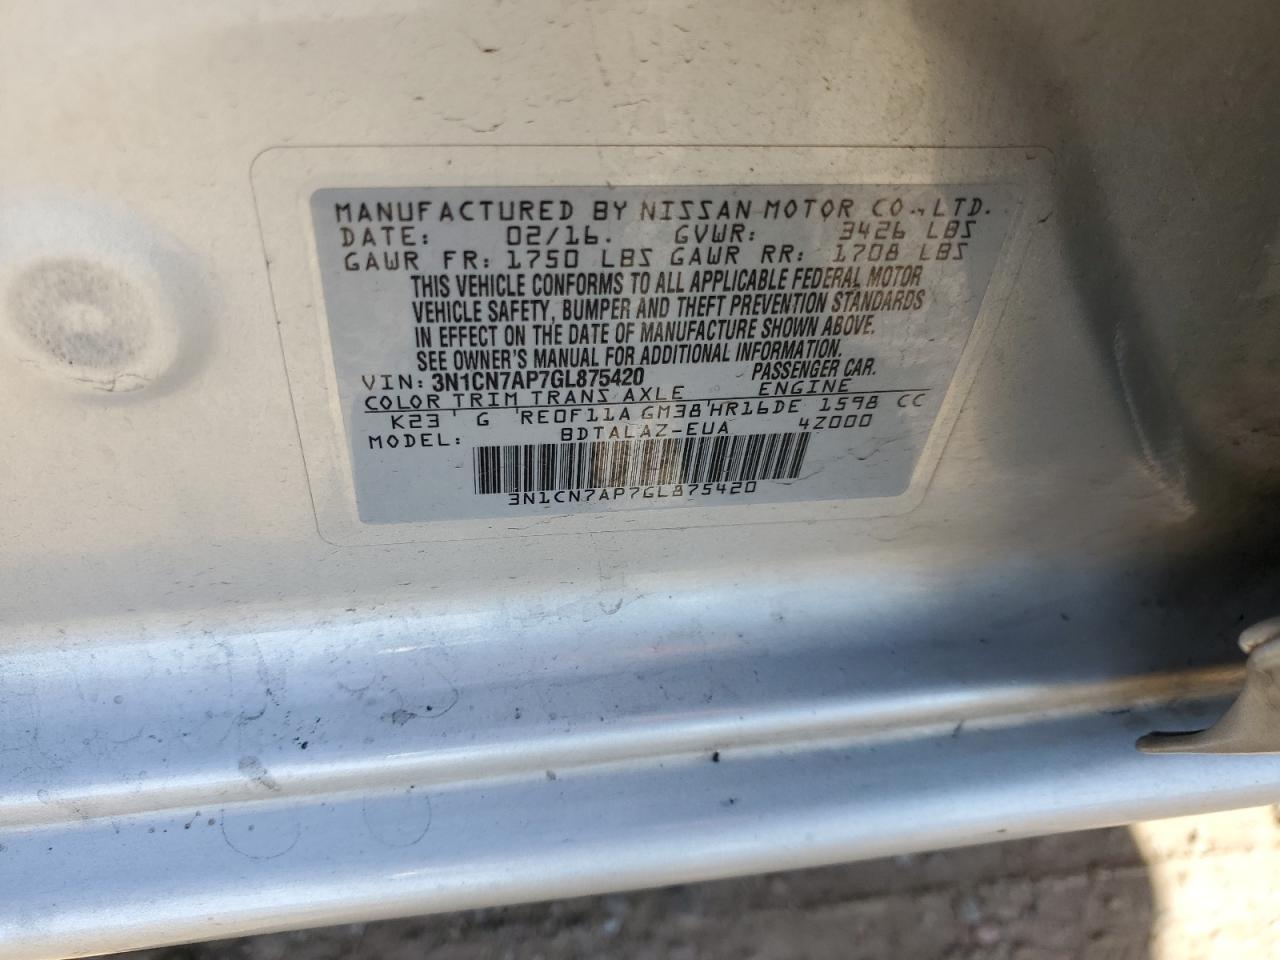 MANUFACTURED BY NISSAN MOTOR CO., LTD.
DATE: 02/16. GVWR: 3426 LBS
GAWR FR: 1750 LBS GAWR RR: 1708 LBS
THIS VEHICLE CONFORMS TO ALL APPLICABLE FEDERAL MOTOR
VEHICLE SAFETY, BUMPER AND THEFT PREVENTION STANDARDS
IN EFFECT ON THE DATE OF MANUFACTURE SHOWN ABOVE.
SEE OWNER'S MANUAL FOR ADDITIONAL INFORMATION.
VIN: 3N1CN7AP7GL875420 PASSENGER CAR.
COLOR TRIM TRANS AXLE ENGINE
K23 ' G 'RE0F11A GM38'HR16DE 1598 CC
MODEL: BDTALAZ-EUA 4Z000
3N1CN7AP7GL875420